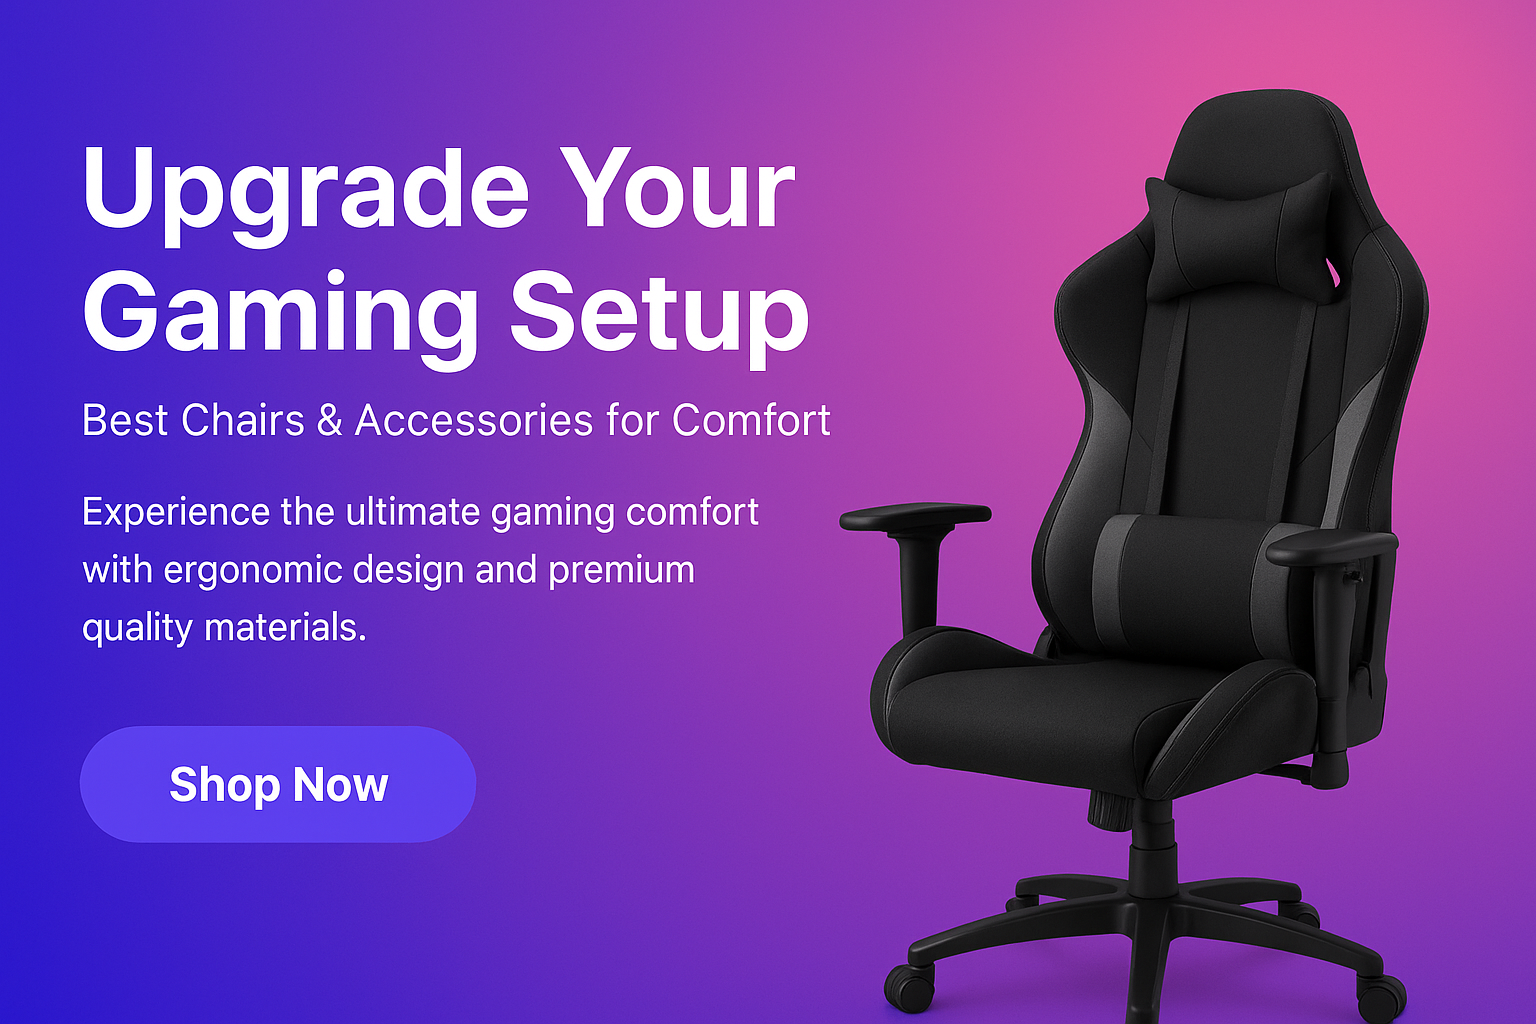 Upgrade Your
Gaming Setup
Best Chairs & Accessories for Comfort
Experience the ultimate gaming comfort
with ergonomic design and premium
quality materials.
Shop Now